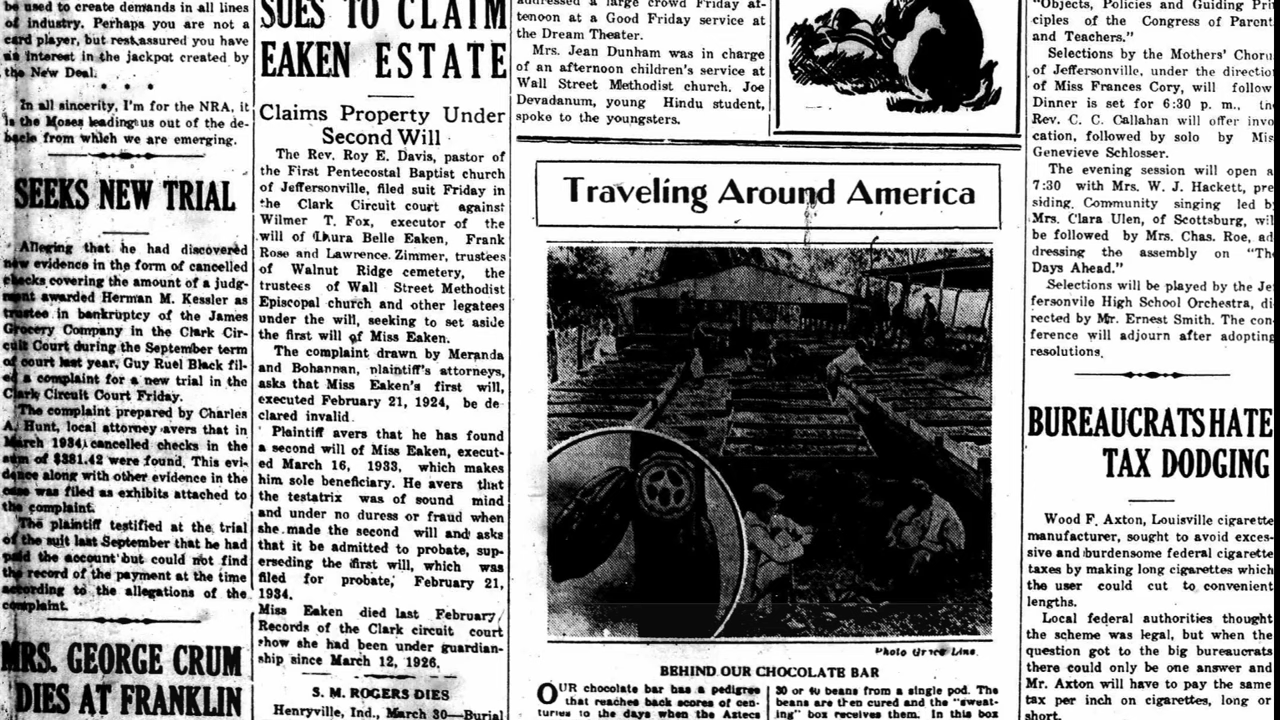 be used to create demands in all lines
of industry. Perhaps you are not a
card player, but rest assured you have
an interest in the jackpot created by
the New Deal.
* * *
In all sincerity, I'm for the NRA, it
is the Moses leading us out of the de-
bacle from which we are emerging.
SEEKS NEW TRIAL
Alleging that he had discovered
new evidence in the form of cancelled
checks covering the amount of a judg-
ment awarded Herman M. Kessler as
trustee in bankruptcy of the James
Grocery Company in the Clark Cir-
cuit Court during the September term
of court last year, Guy Ruel Black fil-
ed a complaint for a new trial in the
Clark Circuit Court Friday.
The complaint prepared by Charles
A. Hunt, local attorney avers that in
March 1934, cancelled checks in the
sum of $381.42 were found. This evi-
dence along with other evidence in the
case was filed as exhibits attached to
the complaint.
The plaintiff testified at the trial
of the suit last September that he had
paid the account but could not find
the record of the payment at the time
according to the allegations of the
complaint.
MRS. GEORGE CRUM
DIES AT FRANKLIN
SUES TO CLAIM
EAKEN ESTATE
Claims Property Under
Second Will
The Rev. Roy E. Davis, pastor of
the First Pentecostal Baptist church
of Jeffersonville, filed suit Friday in
the Clark Circuit court against
Wilmer T. Fox, executor of the
will of Laura Belle Eaken, Frank
Rose and Lawrence Zimmer, trustees
of Walnut Ridge cemetery, the
trustees of Wall Street Methodist
Episcopal church and other legatees
under the will, seeking to set aside
the first will of Miss Eaken.
The complaint drawn by Meranda
and Bohannan, plaintiff's attorneys,
asks that Miss Eaken's first will,
executed February 21, 1924, be de
clared invalid.
Plaintiff avers that he has found
a second will of Miss Eaken, execut-
ed March 16, 1933, which makes
him sole beneficiary. He avers that
the testatrix was of sound mind
and under no duress or fraud when
she made the second will and asks
that it be admitted to probate, sup-
erseding the first will, which was
filed for probate, February 21,
1934.
Miss Eaken died last February.
Records of the Clark circuit court
show she had been under guardian-
ship since March 12, 1926.
S. M. ROGERS DIES
Henryville, Ind., March 30—Burial
addressed a large crowd Friday af-
tenoon at a Good Friday service at
the Dream Theater.
Mrs. Jean Dunham was in charge
of an afternoon children's service at
Wall Street Methodist church. Joe
Devadanum, young Hindu student,
spoke to the youngsters.
Traveling Around America
Photo Grace Line.
BEHIND OUR CHOCOLATE BAR
OUR chocolate bar has a pedigree
that reaches back scores of cen-
turies to the days when the Aztecs
30 or 40 beans from a single pod. The
beans are then cured and the "sweat-
ing" box receives them. In this box
"Objects, Policies and Guiding Pri
ciples of the Congress of Parent
and Teachers."
Selections by the Mothers' Choru
of Jeffersonville, under the directio
of Miss Frances Cory, will follow
Dinner is set for 6:30 p. m., the
Rev. C. C. Callahan will offer invo
cation, followed by solo by Mis
Genevieve Schlosser.
The evening session will open a
7:30 with Mrs. W. J. Hackett, pre
siding. Community singing led by
Mrs. Clara Ulen, of Scottsburg, wil
be followed by Mrs. Chas. Roe, ad
dressing the assembly on "The
Days Ahead."
Selections will be played by the Je
fersonvile High School Orchestra, di
rected by Mr. Ernest Smith. The con
ference will adjourn after adopting
resolutions.
BUREAUCRATS HATE
TAX DODGING
Wood F. Axton, Louisville cigarette
manufacturer, sought to avoid exces-
sive and burdensome federal cigarette
taxes by making long cigarettes which
the user could cut to convenient
lengths.
Local federal authorities thought
the scheme was legal, but when the
question got to the big bureaucrats
there could only be one answer and
Mr. Axton will have to pay the same
tax per inch on cigarettes, long or
short.